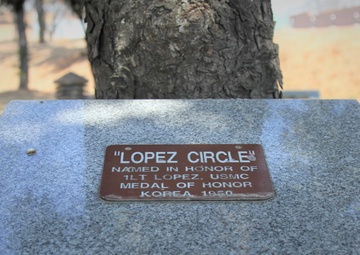 "LOPEZ CIRCLE"
NAMED IN HONOR OF
1LT LOPEZ, USMC
MEDAL OF HONOR
KOREA 1950